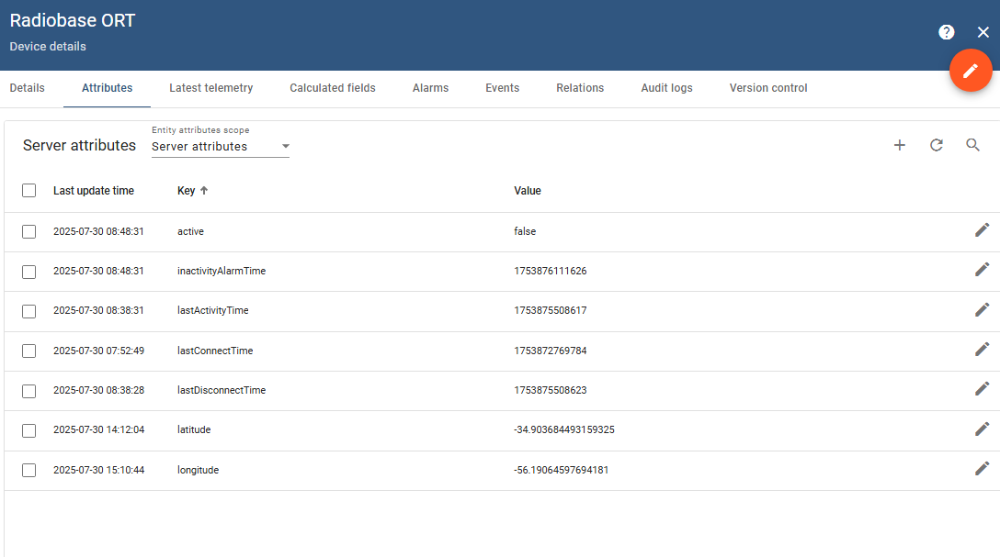 Radiobase ORT
Device details
Details Attributes Latest telemetry Calculated fields Alarms Events Relations Audit logs Version control
Entity attributes scope
Server attributes Server attributes
Last update time Key Value
2025-07-30 08:48:31 active false
2025-07-30 08:48:31 inactivityAlarmTime 1753876111626
2025-07-30 08:38:31 lastActivityTime 1753875508617
2025-07-30 07:52:49 lastConnectTime 1753872769784
2025-07-30 08:38:28 lastDisconnectTime 1753875508623
2025-07-30 14:12:04 latitude -34.903684493159325
2025-07-30 15:10:44 longitude -56.19064597694181